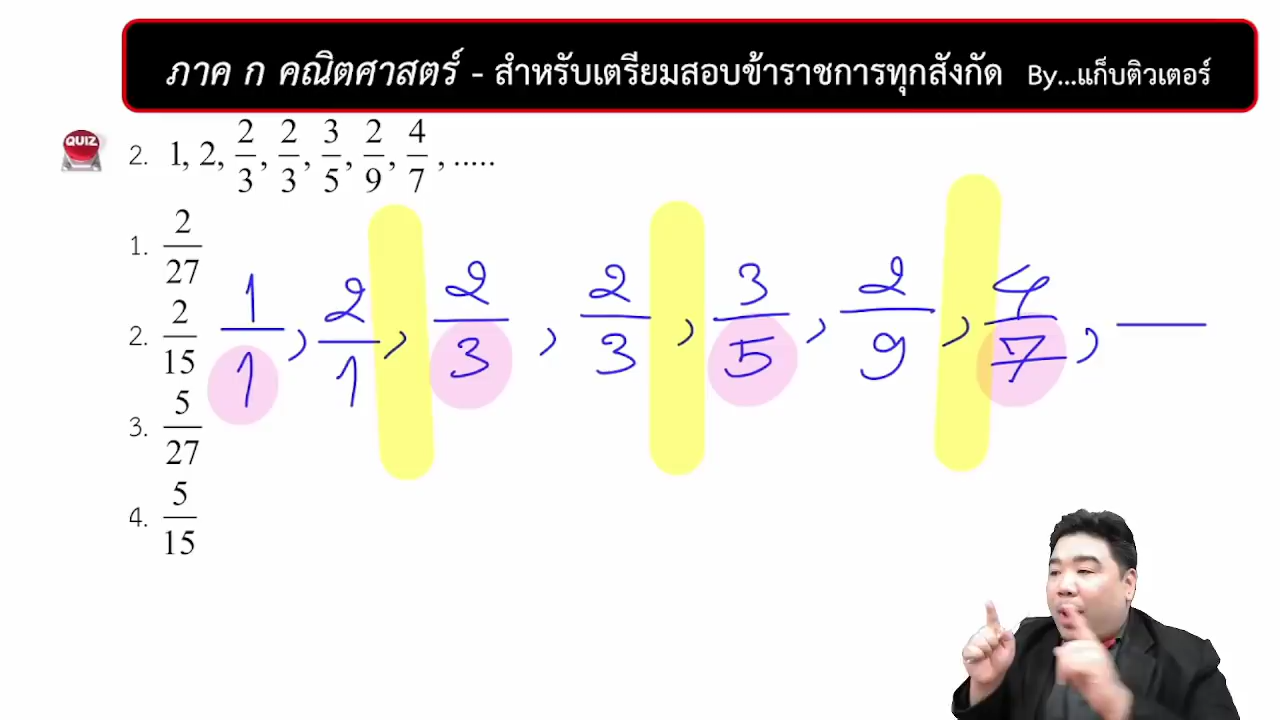 ภาค ก คณิตศาสตร์ - สำหรับเตรียมสอบข้าราชการทุกสังกัด By...แก็บติวเตอร์
QUIZ
2. 1, 2, 2/3, 2/3, 3/5, 2/9, 4/7, .....
1. 2/27
1/1, 2/1, 2/3, 2/3, 3/5, 2/9, 4/7, —
2. 2/15
3. 5/27
4. 5/15